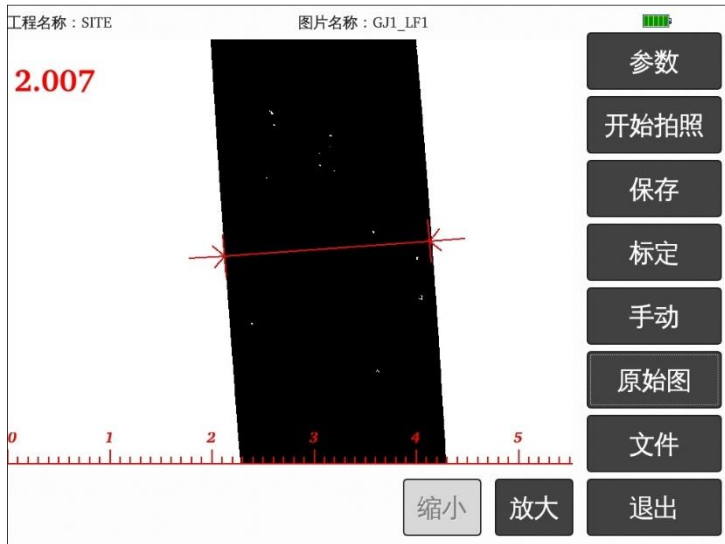 工程名称：SITE
图片名称：GJ1_LF1
2.007
参数
开始拍照
保存
标定
手动
原始图
0 1 2 3 4 5
文件
缩小
放大
退出